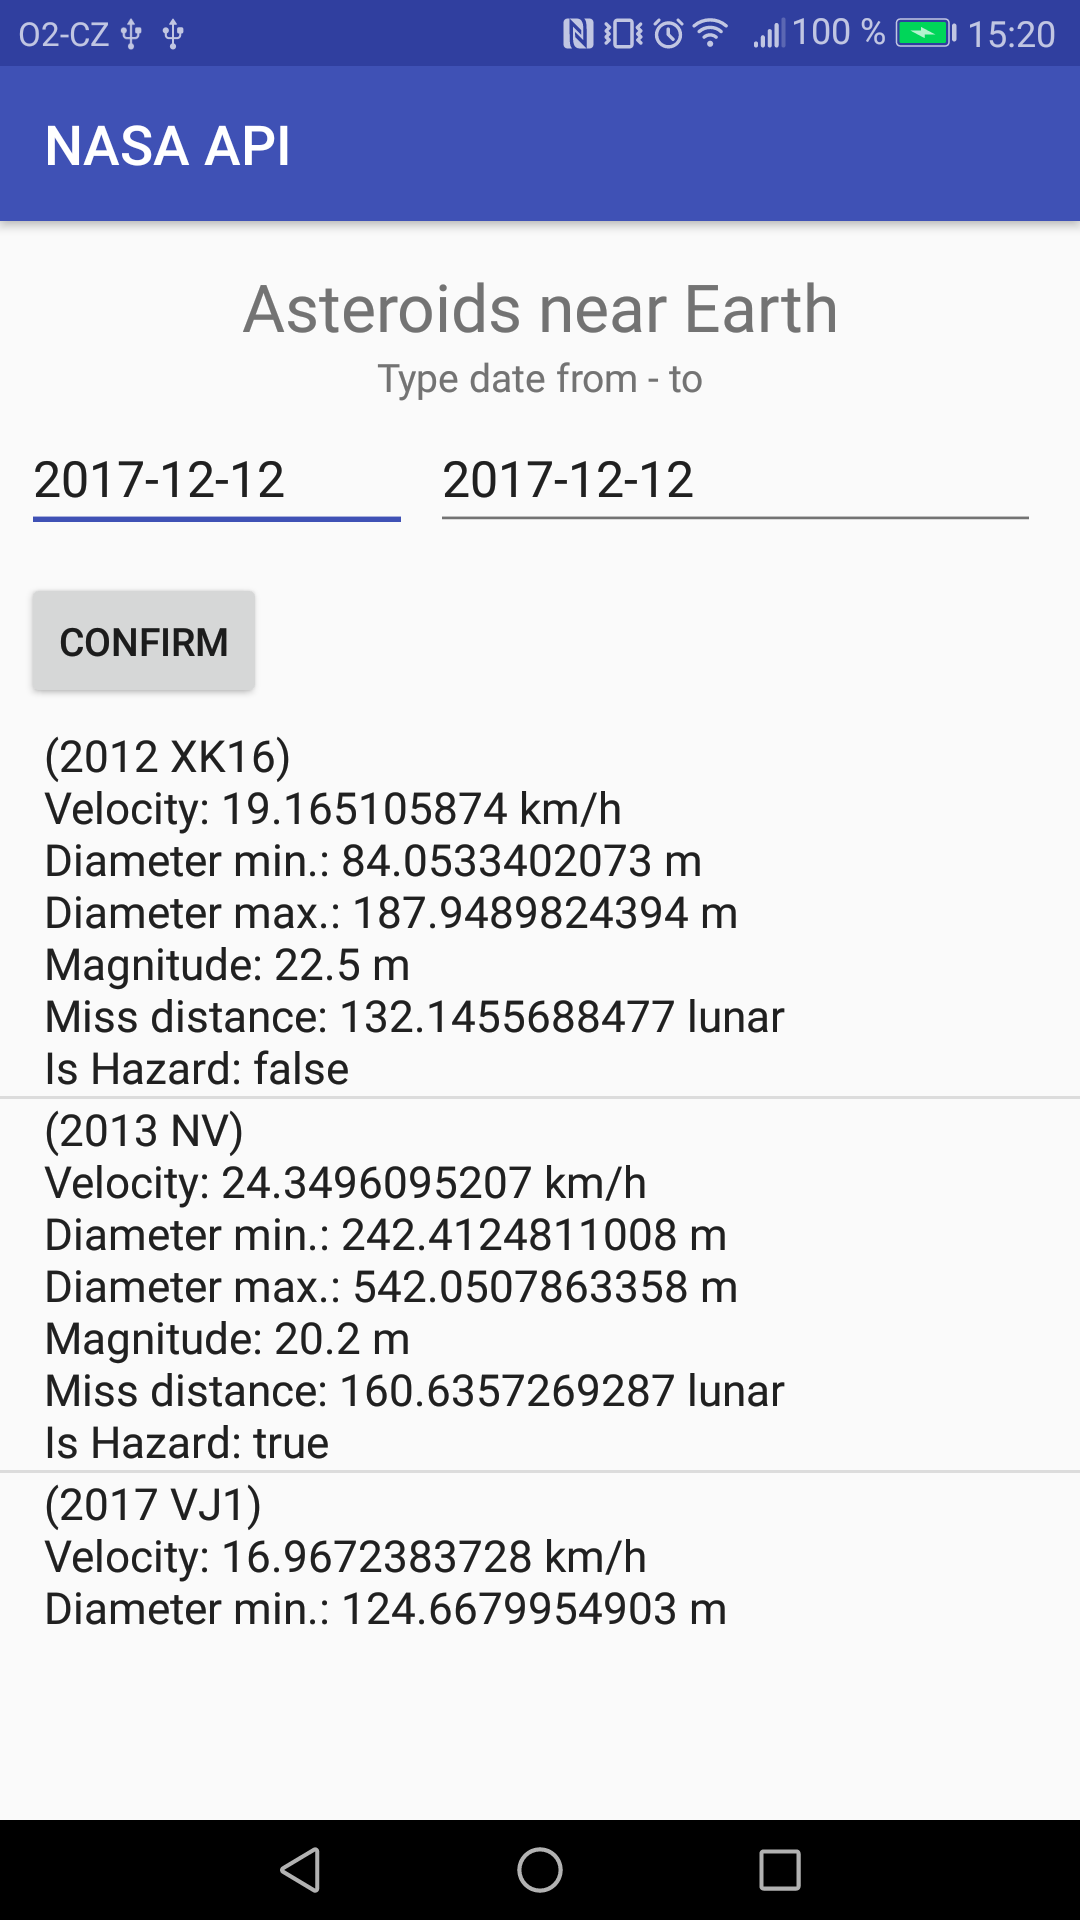 O2-CZ 100 % 15:20
NASA API
Asteroids near Earth
Type date from - to
2017-12-12 2017-12-12
CONFIRM
(2012 XK16)
Velocity: 19.165105874 km/h
Diameter min.: 84.0533402073 m
Diameter max.: 187.9489824394 m
Magnitude: 22.5 m
Miss distance: 132.1455688477 lunar
Is Hazard: false
(2013 NV)
Velocity: 24.3496095207 km/h
Diameter min.: 242.4124811008 m
Diameter max.: 542.0507863358 m
Magnitude: 20.2 m
Miss distance: 160.6357269287 lunar
Is Hazard: true
(2017 VJ1)
Velocity: 16.9672383728 km/h
Diameter min.: 124.6679954903 m